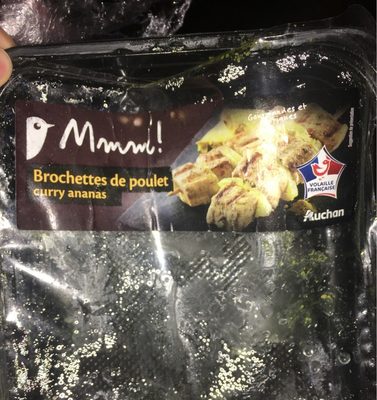 Mmm!
Brochettes de poulet
curry ananas
VOLAILLE
FRANÇAISE
Auchan